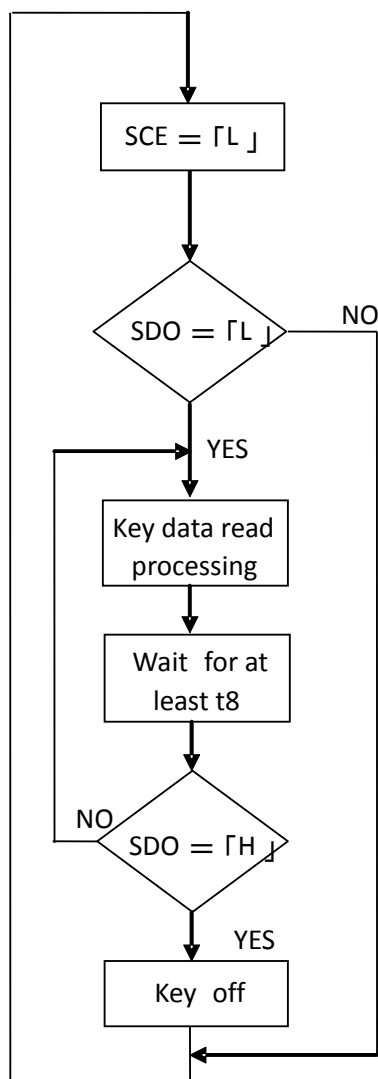 SCE = ｢L ｣
SDO = ｢L ｣
NO
YES
Key data read
processing
Wait for at
least t8
NO
SDO = ｢H ｣
YES
Key off